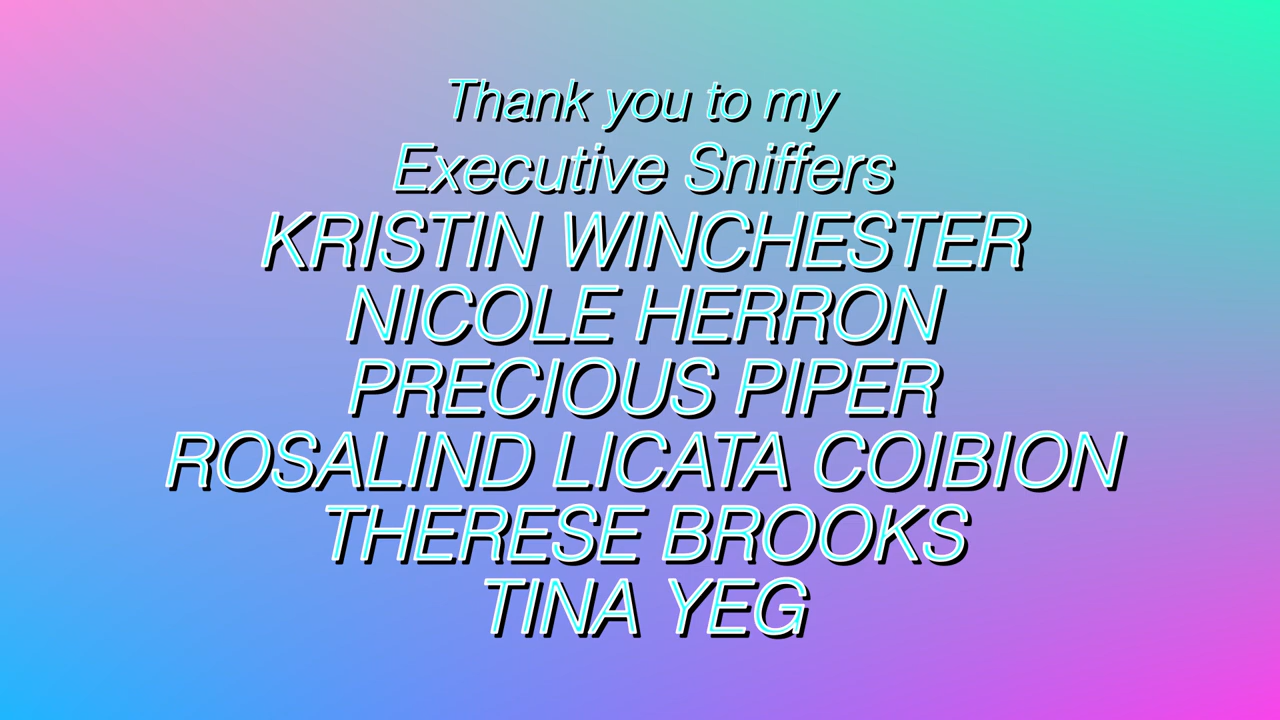 Thank you to my
Executive Sniffers
KRISTIN WINCHESTER
NICOLE HERRON
PRECIOUS PIPER
ROSALIND LICATA COIBION
THERESE BROOKS
TINA YEG